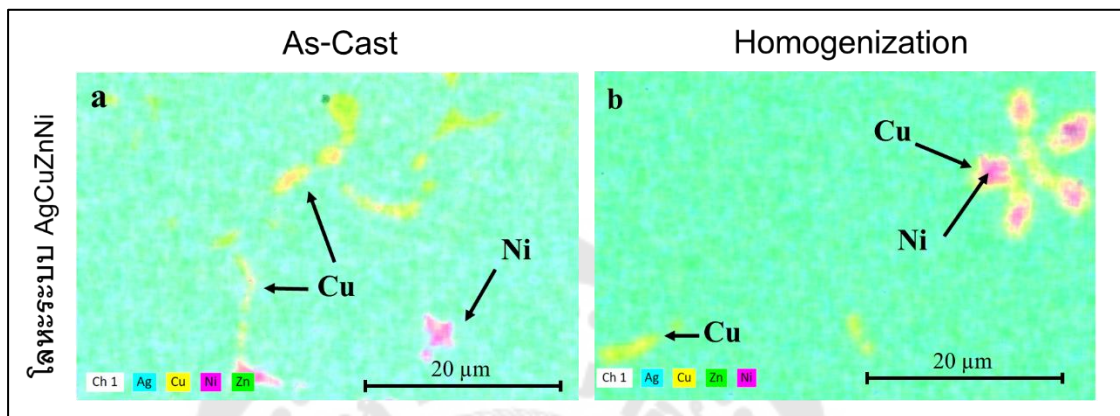 As-Cast
Homogenization
โลหะระบบ AgCuZnNi
a
Cu
Ni
20 µm
Ch 1 Ag Cu Ni Zn
b
Cu
Ni
Cu
20 µm
Ch 1 Ag Cu Zn Ni